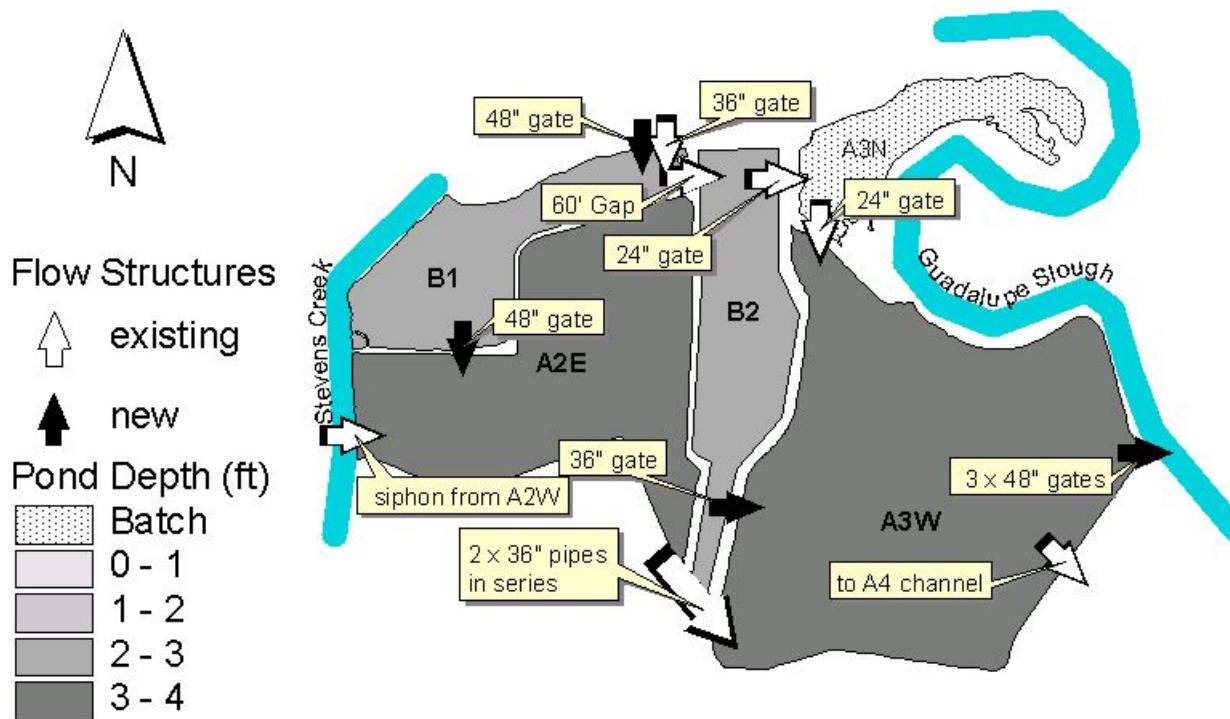 N
Flow Structures
existing
new
Pond Depth (ft)
Batch
0 - 1
1 - 2
2 - 3
3 - 4
48" gate
36" gate
A3N
60' Gap
24" gate
24" gate
B1
Stevens Creek
48" gate
A2E
B2
Guadalupe Slough
36" gate
siphon from A2W
3 x 48" gates
A3W
2 x 36" pipes
in series
to A4 channel